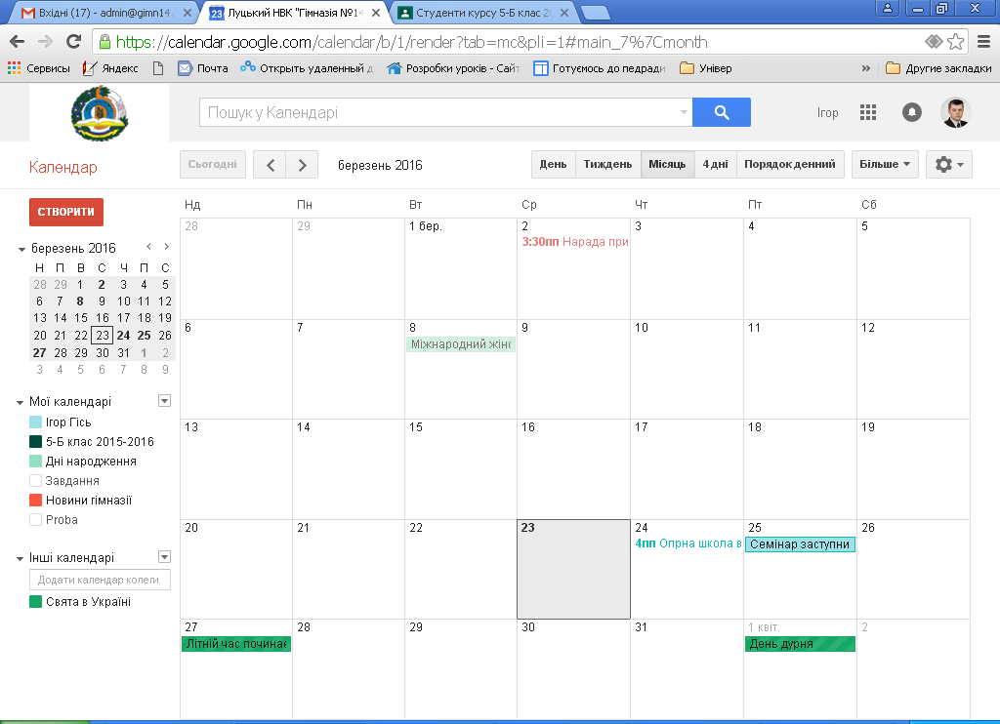 Вхідні (17) - admin@gimn14.
Луцький НВК "Гімназія №14
Студенти курсу 5-Б клас 2
https://calendar.google.com/calendar/b/1/render?tab=mc&pli=1#main_7%7Cmonth
Сервисы Яндекс Почта Открыть удаленный Розробки уроків - Сайт Готуємось до педради Універ » Другие закладки
Пошук у Календарі
Ігор
Календар
Сьогодні
березень 2016
День Тиждень Місяць 4 дні Порядок денний Більше
СТВОРИТИ
березень 2016
Н П В С Ч П С
28 29 1 2 3 4 5
6 7 8 9 10 11 12
13 14 15 16 17 18 19
20 21 22 23 24 25 26
27 28 29 30 31 1 2
3 4 5 6 7 8 9
Мої календарі
Ігор Гісь
5-Б клас 2015-2016
Дні народження
Завдання
Новини гімназії
Proba
Інші календарі
Додати календар колеги
Свята в Україні
Нд Пн Вт Ср Чт Пт Сб
28 29 1 бер. 2 3 4 5
3:30пп Нарада при
6 7 8 9 10 11 12
Міжнародний жін
13 14 15 16 17 18 19
20 21 22 23 24 25 26
4пп Опрна школа в
Семінар заступни
27 28 29 30 31 1 квіт. 2
Літній час починає
День дурня